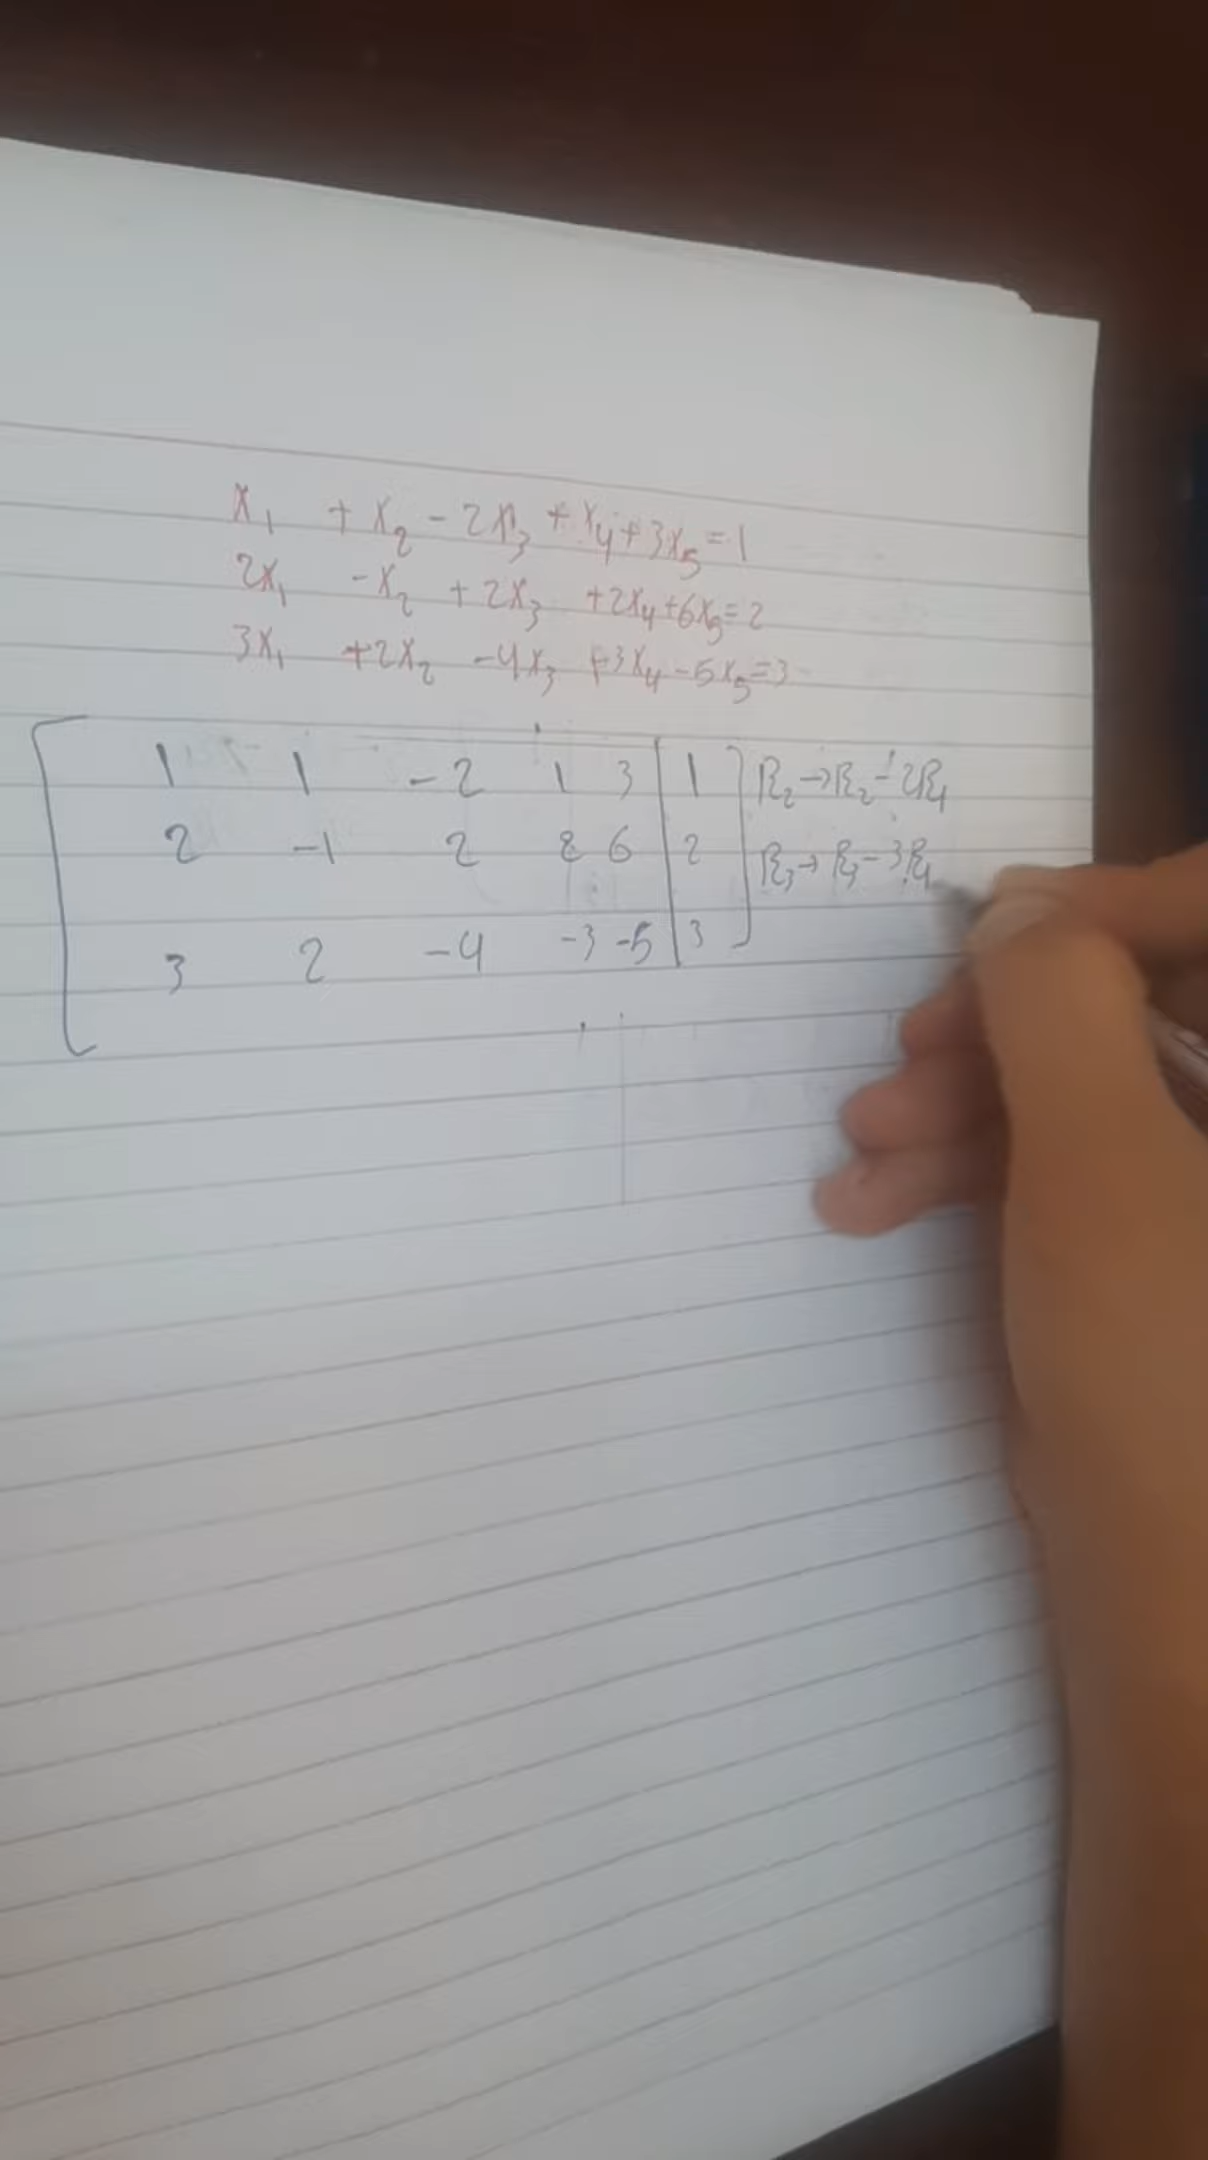 x₁ + x₂ - 2x₃ + x₄ + 3x₅ = 1
2x₁ - x₂ + 2x₃ + 2x₄ + 6x₅ = 2
3x₁ + 2x₂ - 4x₃ + 3x₄ - 5x₅ = 3
1 1 -2 1 3 | 1 R₂ → R₂ - 2R₁
2 -1 2 2 6 | 2 R₃ → R₃ - 3R₁
3 2 -4 -3 -5 | 3